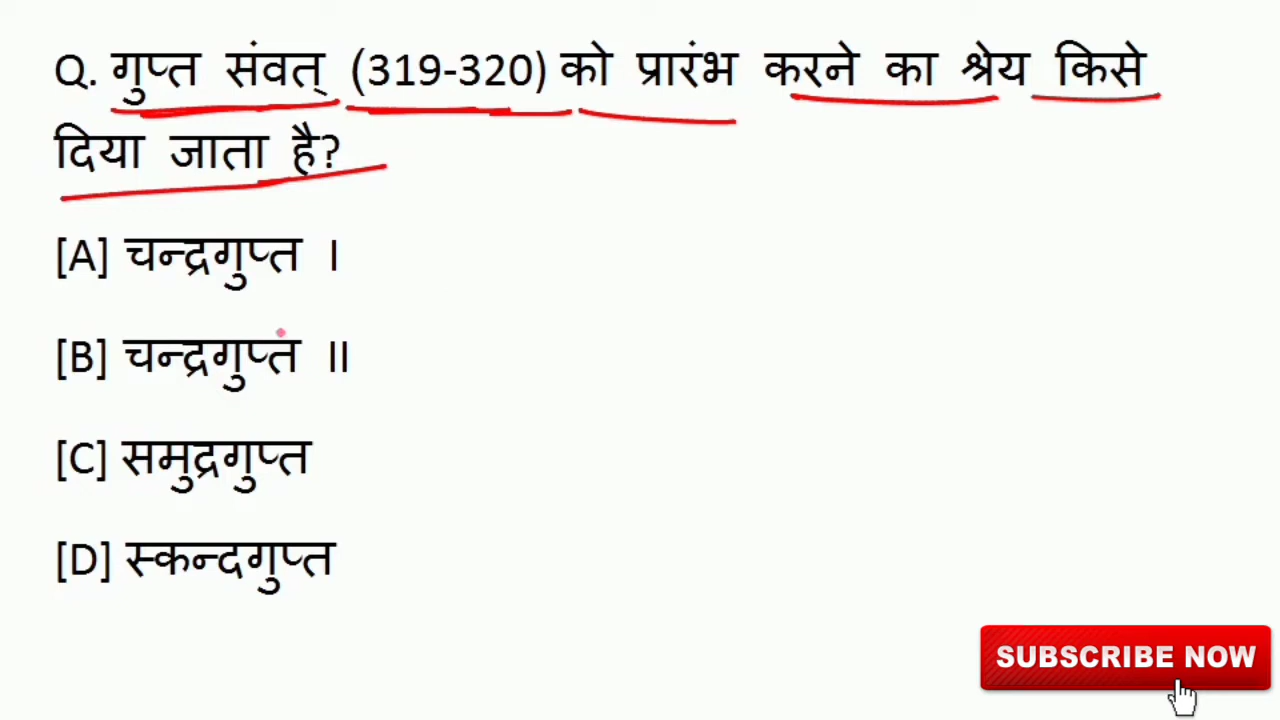 Q. गुप्त संवत् (319-320) को प्रारंभ करने का श्रेय किसे
दिया जाता है?
[A] चन्द्रगुप्त I
[B] चन्द्रगुप्त II
[C] समुद्रगुप्त
[D] स्कन्दगुप्त
SUBSCRIBE NOW